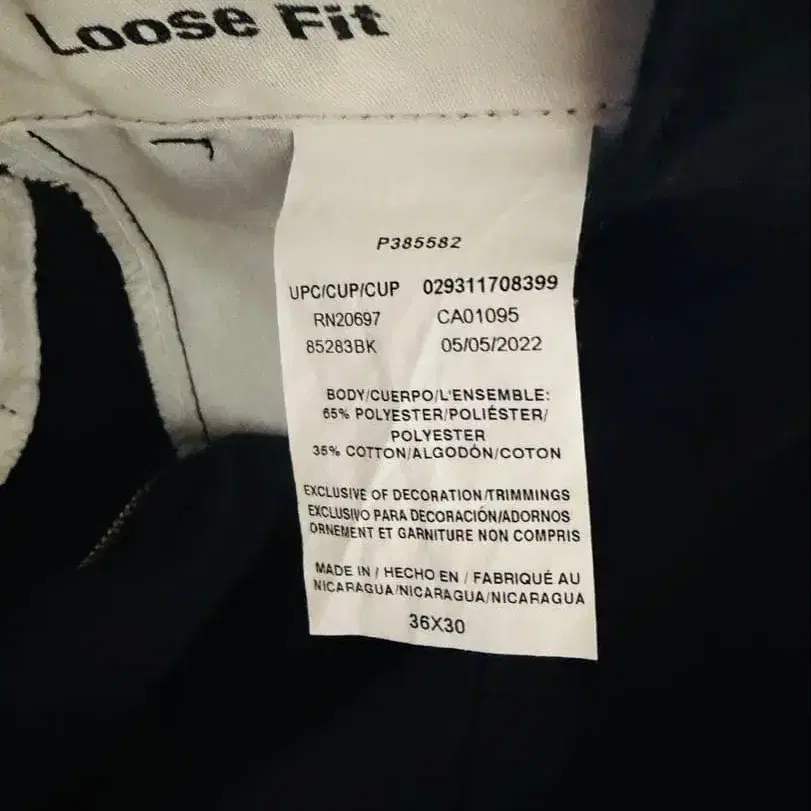 Loose Fit
P385582
UPC/CUP/CUP 029311708399
RN20697 CA01095
85283BK 05/05/2022
BODY/CUERPO/L'ENSEMBLE:
65% POLYESTER/POLIÉSTER/
POLYESTER
35% COTTON/ALGODÓN/COTON
EXCLUSIVE OF DECORATION/TRIMMINGS
EXCLUSIVO PARA DECORACIÓN/ADORNOS
ORNEMENT ET GARNITURE NON COMPRIS
MADE IN / HECHO EN / FABRIQUÉ AU
NICARAGUA/NICARAGUA/NICARAGUA
36X30